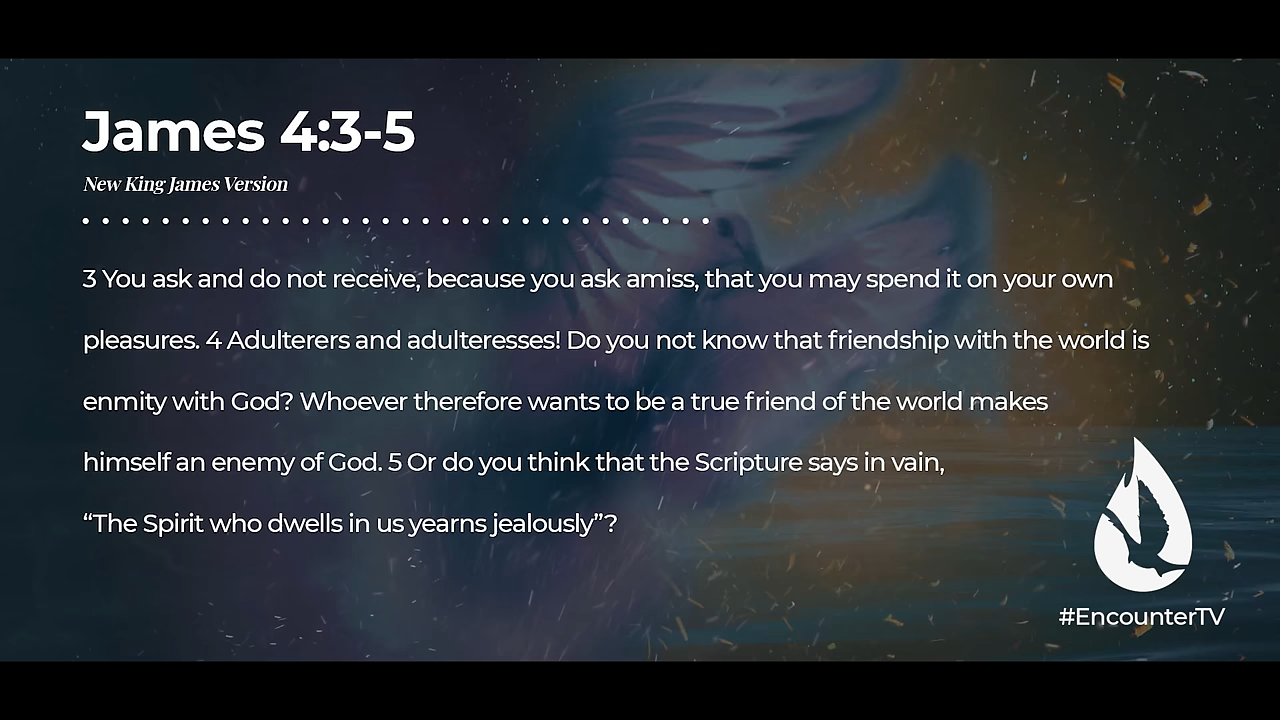 James 4:3-5
New King James Version
3 You ask and do not receive, because you ask amiss, that you may spend it on your own
pleasures. 4 Adulterers and adulteresses! Do you not know that friendship with the world is
enmity with God? Whoever therefore wants to be a true friend of the world makes
himself an enemy of God. 5 Or do you think that the Scripture says in vain,
“The Spirit who dwells in us yearns jealously”?
#EncounterTV